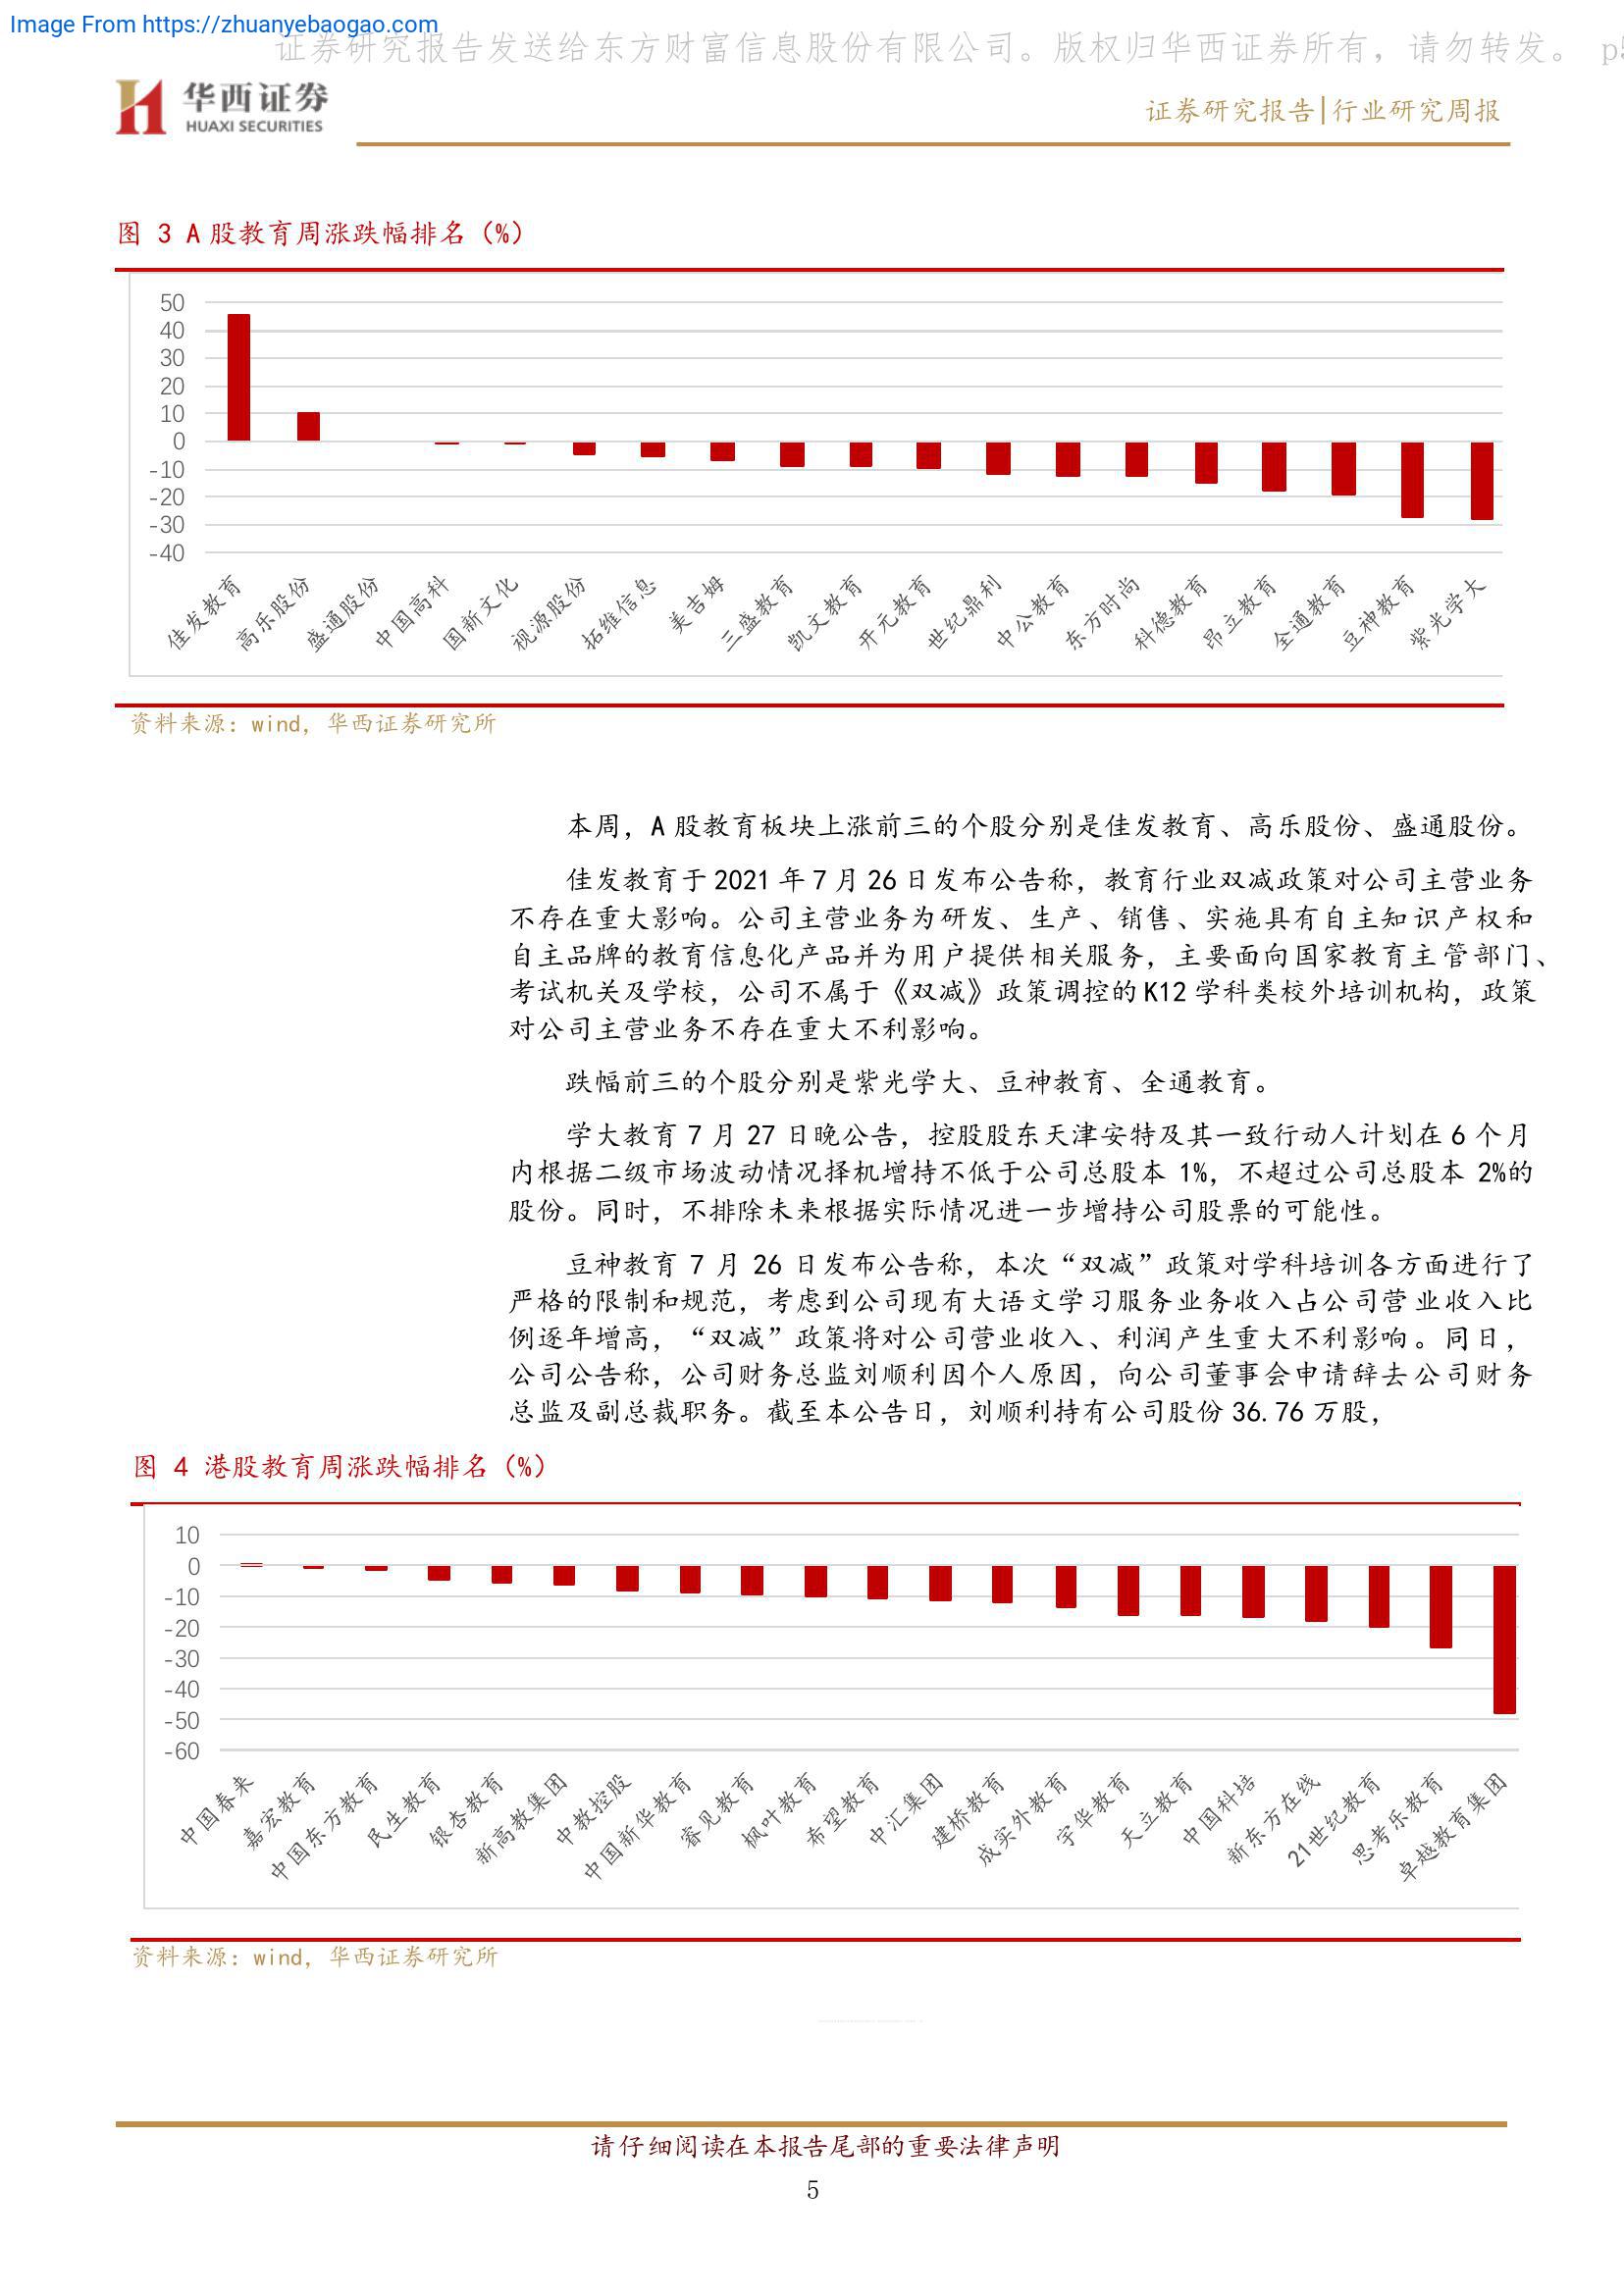 Image From https://zhuanyebaogao.com
证券研究报告发送给东方财富信息股份有限公司。版权归华西证券所有，请勿转发。 p5
华西证券
HUAXI SECURITIES
证券研究报告|行业研究周报
图 3 A 股教育周涨跌幅排名（%）
50
40
30
20
10
0
-10
-20
-30
-40
佳发教育
高乐股份
盛通股份
中国高科
国新文化
视源股份
拓维信息
美吉姆
三盛教育
凯文教育
开元教育
世纪鼎利
中公教育
东方时尚
科德教育
昂立教育
全通教育
豆神教育
紫光学大
资料来源：wind，华西证券研究所
本周，A 股教育板块上涨前三的个股分别是佳发教育、高乐股份、盛通股份。
佳发教育于 2021 年 7 月 26 日发布公告称，教育行业双减政策对公司主营业务
不存在重大影响。公司主营业务为研发、生产、销售、实施具有自主知识产权和
自主品牌的教育信息化产品并为用户提供相关服务，主要面向国家教育主管部门、
考试机关及学校，公司不属于《双减》政策调控的 K12 学科类校外培训机构，政策
对公司主营业务不存在重大不利影响。
跌幅前三的个股分别是紫光学大、豆神教育、全通教育。
学大教育 7 月 27 日晚公告，控股股东天津安特及其一致行动人计划在 6 个月
内根据二级市场波动情况择机增持不低于公司总股本 1%，不超过公司总股本 2%的
股份。同时，不排除未来根据实际情况进一步增持公司股票的可能性。
豆神教育 7 月 26 日发布公告称，本次“双减”政策对学科培训各方面进行了
严格的限制和规范，考虑到公司现有大语文学习服务业务收入占公司营业收入比
例逐年增高，“双减”政策将对公司营业收入、利润产生重大不利影响。同日，
公司公告称，公司财务总监刘顺利因个人原因，向公司董事会申请辞去公司财务
总监及副总裁职务。截至本公告日，刘顺利持有公司股份 36.76 万股，
图 4 港股教育周涨跌幅排名（%）
10
0
-10
-20
-30
-40
-50
-60
中国春来
嘉宏教育
中国东方教育
民生教育
银杏教育
新高教集团
中教控股
中国新华教育
睿见教育
枫叶教育
希望教育
中汇集团
建桥教育
成实外教育
宇华教育
天立教育
中国科培
新东方在线
21世纪教育
思考乐教育
卓越教育集团
资料来源：wind，华西证券研究所
请仔细阅读在本报告尾部的重要法律声明
5